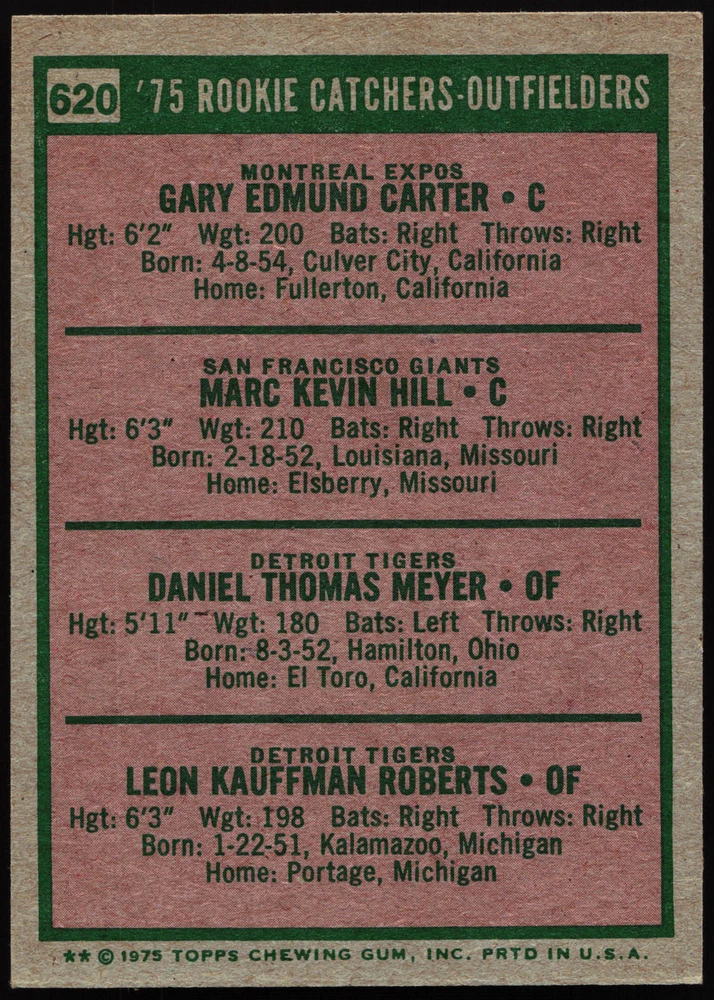 620 '75 ROOKIE CATCHERS-OUTFIELDERS
MONTREAL EXPOS
GARY EDMUND CARTER • C
Hgt: 6'2" Wgt: 200 Bats: Right Throws: Right
Born: 4-8-54, Culver City, California
Home: Fullerton, California
SAN FRANCISCO GIANTS
MARC KEVIN HILL • C
Hgt: 6'3" Wgt: 210 Bats: Right Throws: Right
Born: 2-18-52, Louisiana, Missouri
Home: Elsberry, Missouri
DETROIT TIGERS
DANIEL THOMAS MEYER • OF
Hgt: 5'11" Wgt: 180 Bats: Left Throws: Right
Born: 8-3-52, Hamilton, Ohio
Home: El Toro, California
DETROIT TIGERS
LEON KAUFFMAN ROBERTS • OF
Hgt: 6'3" Wgt: 198 Bats: Right Throws: Right
Born: 1-22-51, Kalamazoo, Michigan
Home: Portage, Michigan
** © 1975 TOPPS CHEWING GUM, INC. PRTD IN U.S.A.